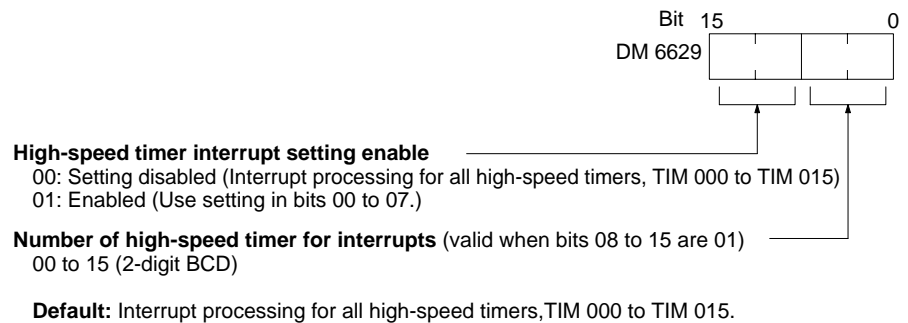 Bit 15 0
DM 6629
High-speed timer interrupt setting enable
00: Setting disabled (Interrupt processing for all high-speed timers, TIM 000 to TIM 015)
01: Enabled (Use setting in bits 00 to 07.)
Number of high-speed timer for interrupts (valid when bits 08 to 15 are 01)
00 to 15 (2-digit BCD)
Default: Interrupt processing for all high-speed timers,TIM 000 to TIM 015.